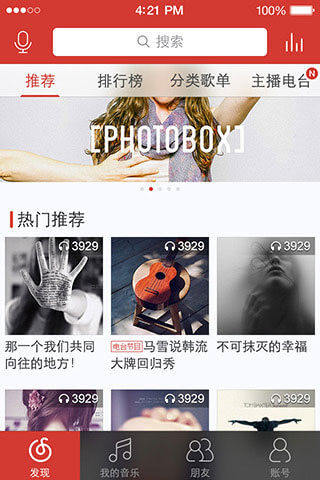 4:21 PM
100%
搜索
推荐
排行榜
分类歌单
主播电台
N
[PHOTOBOX]
热门推荐
3929
3929
3929
那一个我们共同
向往的地方!
电台节目 马雪说韩流
大牌回归秀
不可抹灭的幸福
3929
3929
3929
发现
我的音乐
朋友
账号